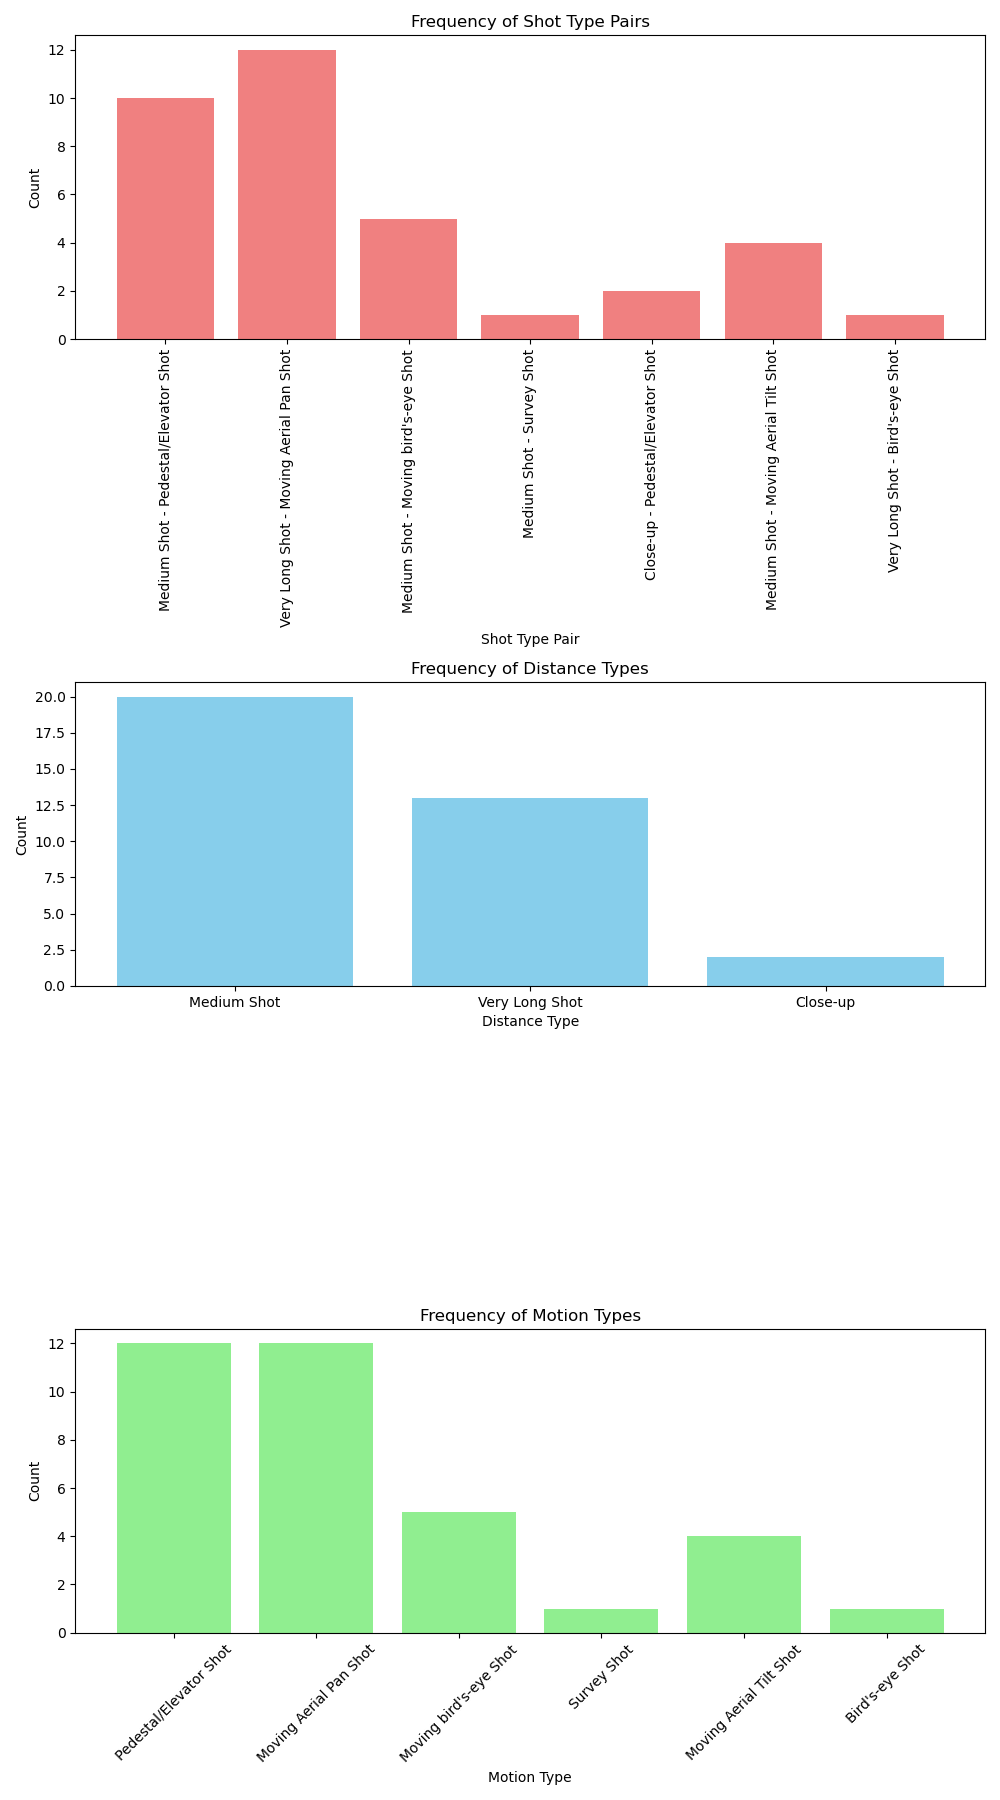 Frequency of Shot Type Pairs
Count
12
10
8
6
4
2
0
Medium Shot - Pedestal/Elevator Shot
Very Long Shot - Moving Aerial Pan Shot
Medium Shot - Moving bird's-eye Shot
Medium Shot - Survey Shot
Close-up - Pedestal/Elevator Shot
Medium Shot - Moving Aerial Tilt Shot
Very Long Shot - Bird's-eye Shot
Shot Type Pair
Frequency of Distance Types
Count
20.0
17.5
15.0
12.5
10.0
7.5
5.0
2.5
0.0
Medium Shot
Very Long Shot
Close-up
Distance Type
Frequency of Motion Types
Count
12
10
8
6
4
2
0
Pedestal/Elevator Shot
Moving Aerial Pan Shot
Moving bird's-eye Shot
Survey Shot
Moving Aerial Tilt Shot
Bird's-eye Shot
Motion Type